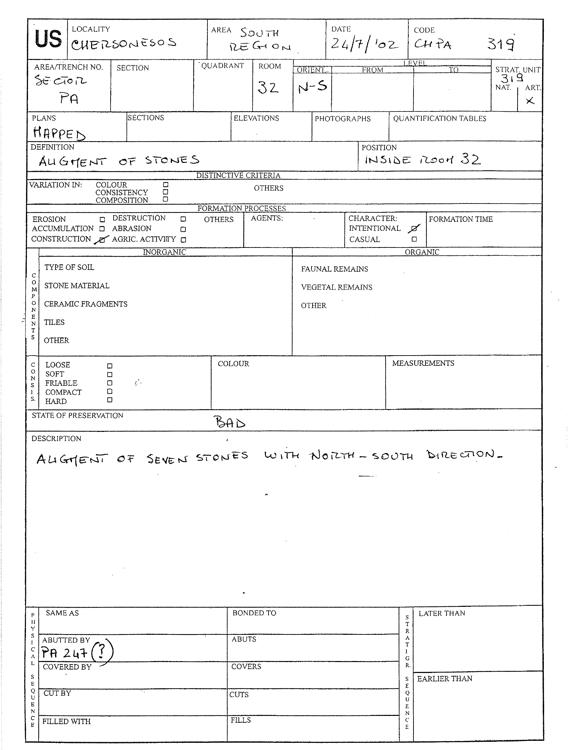 US
LOCALITY
CHERSONESOS
AREA SOUTH
REGION
DATE
24/7/'02
CODE
CHPA 319
AREA/TRENCH NO.
SECTOR
PA
SECTION
QUADRANT
ROOM
32
LEVEL
ORIENT. FROM TO
N-S
STRAT. UNIT
319
NAT. ART.
X
PLANS
MAPPED
SECTIONS
ELEVATIONS
PHOTOGRAPHS
QUANTIFICATION TABLES
DEFINITION
ALIGMENT OF STONES
POSITION
INSIDE ROOM 32
DISTINCTIVE CRITERIA
VARIATION IN: COLOUR
CONSISTENCY
COMPOSITION
OTHERS
FORMATION PROCESSES
EROSION DESTRUCTION OTHERS
ACCUMULATION ABRASION
CONSTRUCTION AGRIC. ACTIVITY
AGENTS:
CHARACTER:
INTENTIONAL
CASUAL
FORMATION TIME
COMPONENTS
INORGANIC
TYPE OF SOIL
STONE MATERIAL
CERAMIC FRAGMENTS
TILES
OTHER
ORGANIC
FAUNAL REMAINS
VEGETAL REMAINS
OTHER
CONSIS.
LOOSE
SOFT
FRIABLE
COMPACT
HARD
COLOUR
MEASUREMENTS
STATE OF PRESERVATION
BAD
DESCRIPTION
ALIGMENT OF SEVEN STONES WITH NORTH-SOUTH DIRECTION-
PHYSICAL SEQUENCE
SAME AS
BONDED TO
ABUTTED BY
PA 247(?)
ABUTS
COVERED BY
COVERS
CUT BY
CUTS
FILLED WITH
FILLS
STRATIGR. SEQUENCE
LATER THAN
EARLIER THAN